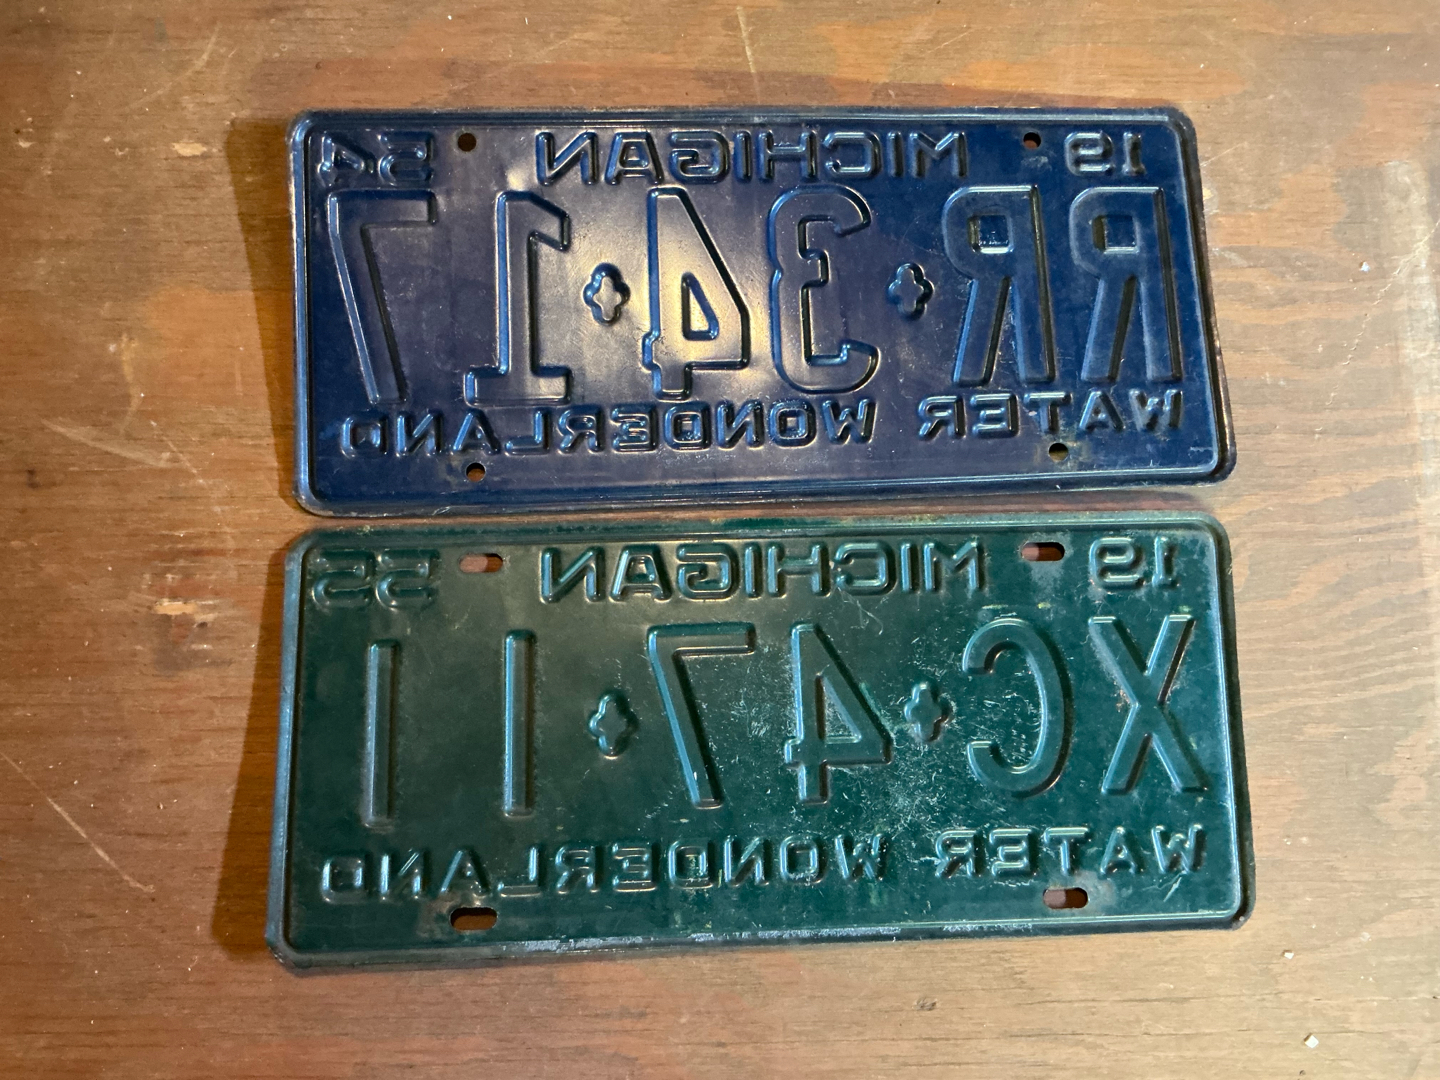 19 MICHIGAN 54
RR·34·17
WATER WONDERLAND
19 MICHIGAN 55
XC·47·11
WATER WONDERLAND